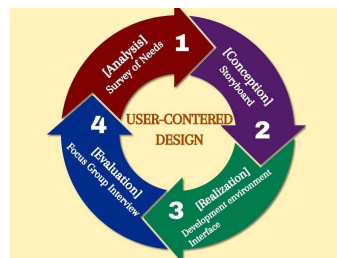 1
[Analysis]
Survey of Needs
[Conception]
Storyboard
2
USER-CONTERED
DESIGN
3
[Realization]
Development environment
Interface
4
[Evaluation]
Focus Group Interview